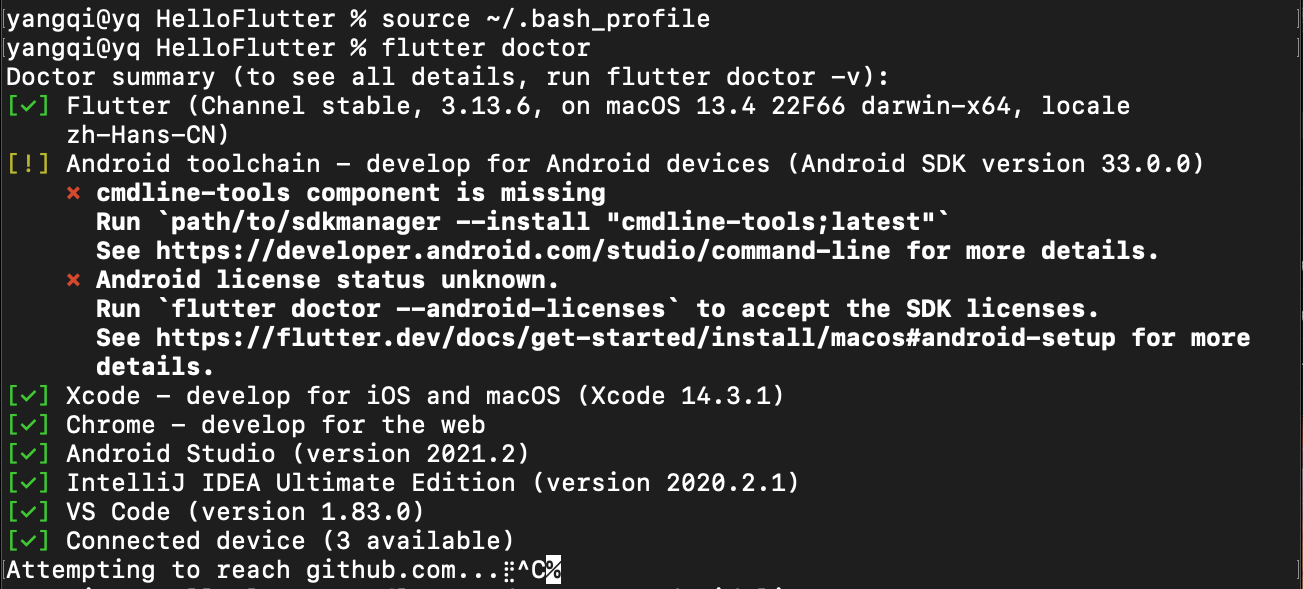 yangqi@yq HelloFlutter % source ~/.bash_profile
yangqi@yq HelloFlutter % flutter doctor
Doctor summary (to see all details, run flutter doctor -v):
[✓] Flutter (Channel stable, 3.13.6, on macOS 13.4 22F66 darwin-x64, locale
zh-Hans-CN)
[!] Android toolchain - develop for Android devices (Android SDK version 33.0.0)
✗ cmdline-tools component is missing
Run `path/to/sdkmanager --install "cmdline-tools;latest"`
See https://developer.android.com/studio/command-line for more details.
✗ Android license status unknown.
Run `flutter doctor --android-licenses` to accept the SDK licenses.
See https://flutter.dev/docs/get-started/install/macos#android-setup for more
details.
[✓] Xcode - develop for iOS and macOS (Xcode 14.3.1)
[✓] Chrome - develop for the web
[✓] Android Studio (version 2021.2)
[✓] IntelliJ IDEA Ultimate Edition (version 2020.2.1)
[✓] VS Code (version 1.83.0)
[✓] Connected device (3 available)
Attempting to reach github.com...⣟^C%